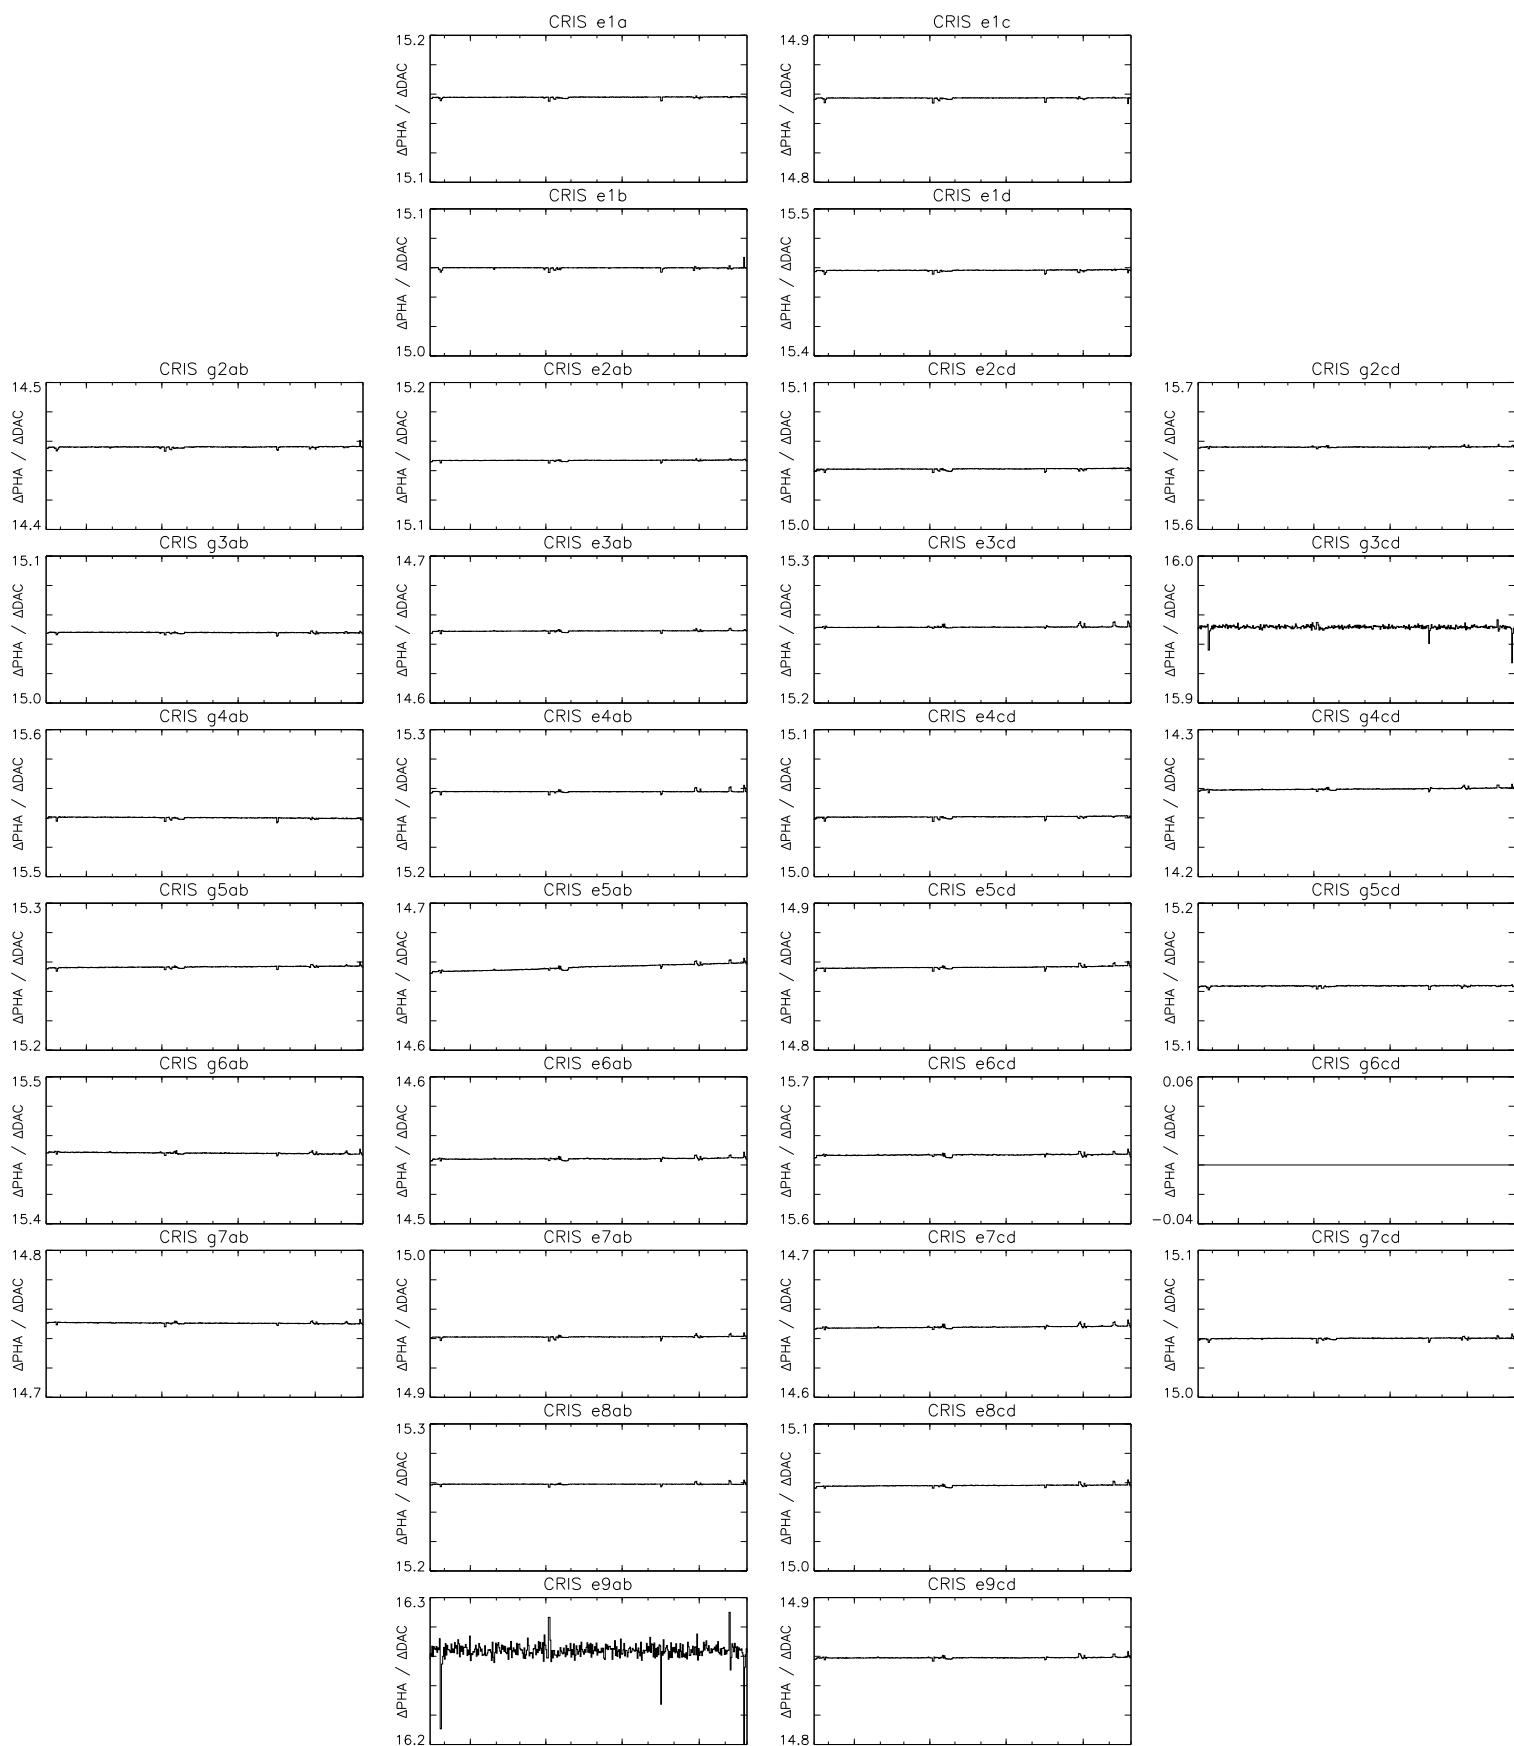 CRIS e1a
CRIS e1c
15.2
ΔPHA / ΔDAC
15.1
14.9
ΔPHA / ΔDAC
14.8
CRIS e1b
CRIS e1d
15.1
ΔPHA / ΔDAC
15.0
15.5
ΔPHA / ΔDAC
15.4
CRIS g2ab
CRIS e2ab
CRIS e2cd
CRIS g2cd
14.5
ΔPHA / ΔDAC
14.4
15.2
ΔPHA / ΔDAC
15.1
15.1
ΔPHA / ΔDAC
15.0
15.7
ΔPHA / ΔDAC
15.6
CRIS g3ab
CRIS e3ab
CRIS e3cd
CRIS g3cd
15.1
ΔPHA / ΔDAC
15.0
14.7
ΔPHA / ΔDAC
14.6
15.3
ΔPHA / ΔDAC
15.2
16.0
ΔPHA / ΔDAC
15.9
CRIS g4ab
CRIS e4ab
CRIS e4cd
CRIS g4cd
15.6
ΔPHA / ΔDAC
15.5
15.3
ΔPHA / ΔDAC
15.2
15.1
ΔPHA / ΔDAC
15.0
14.3
ΔPHA / ΔDAC
14.2
CRIS g5ab
CRIS e5ab
CRIS e5cd
CRIS g5cd
15.3
ΔPHA / ΔDAC
15.2
14.7
ΔPHA / ΔDAC
14.6
14.9
ΔPHA / ΔDAC
14.8
15.2
ΔPHA / ΔDAC
15.1
CRIS g6ab
CRIS e6ab
CRIS e6cd
CRIS g6cd
15.5
ΔPHA / ΔDAC
15.4
14.6
ΔPHA / ΔDAC
14.5
15.7
ΔPHA / ΔDAC
15.6
0.06
ΔPHA / ΔDAC
−0.04
CRIS g7ab
CRIS e7ab
CRIS e7cd
CRIS g7cd
14.8
ΔPHA / ΔDAC
14.7
15.0
ΔPHA / ΔDAC
14.9
14.7
ΔPHA / ΔDAC
14.6
15.1
ΔPHA / ΔDAC
15.0
CRIS e8ab
CRIS e8cd
15.3
ΔPHA / ΔDAC
15.2
15.1
ΔPHA / ΔDAC
15.0
CRIS e9ab
CRIS e9cd
16.3
ΔPHA / ΔDAC
16.2
14.9
ΔPHA / ΔDAC
14.8